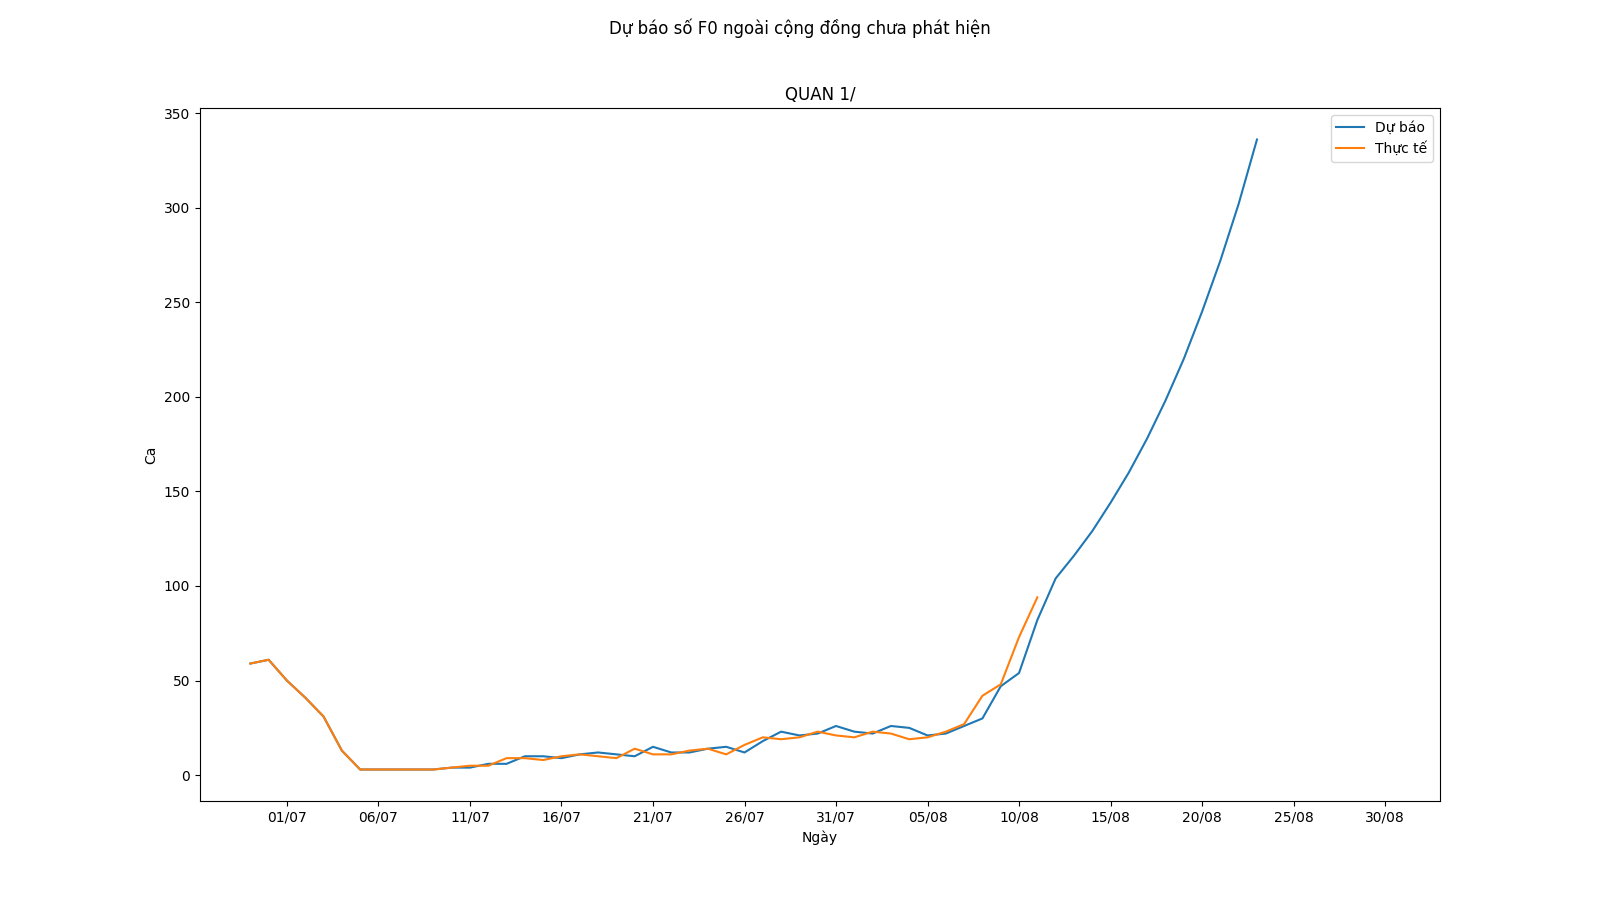 Dự báo số F0 ngoài cộng đồng chưa phát hiện
QUAN 1/
Dự báo
Thực tế
350
300
250
200
150
100
50
0
Ca
01/07 06/07 11/07 16/07 21/07 26/07 31/07 05/08 10/08 15/08 20/08 25/08 30/08
Ngày